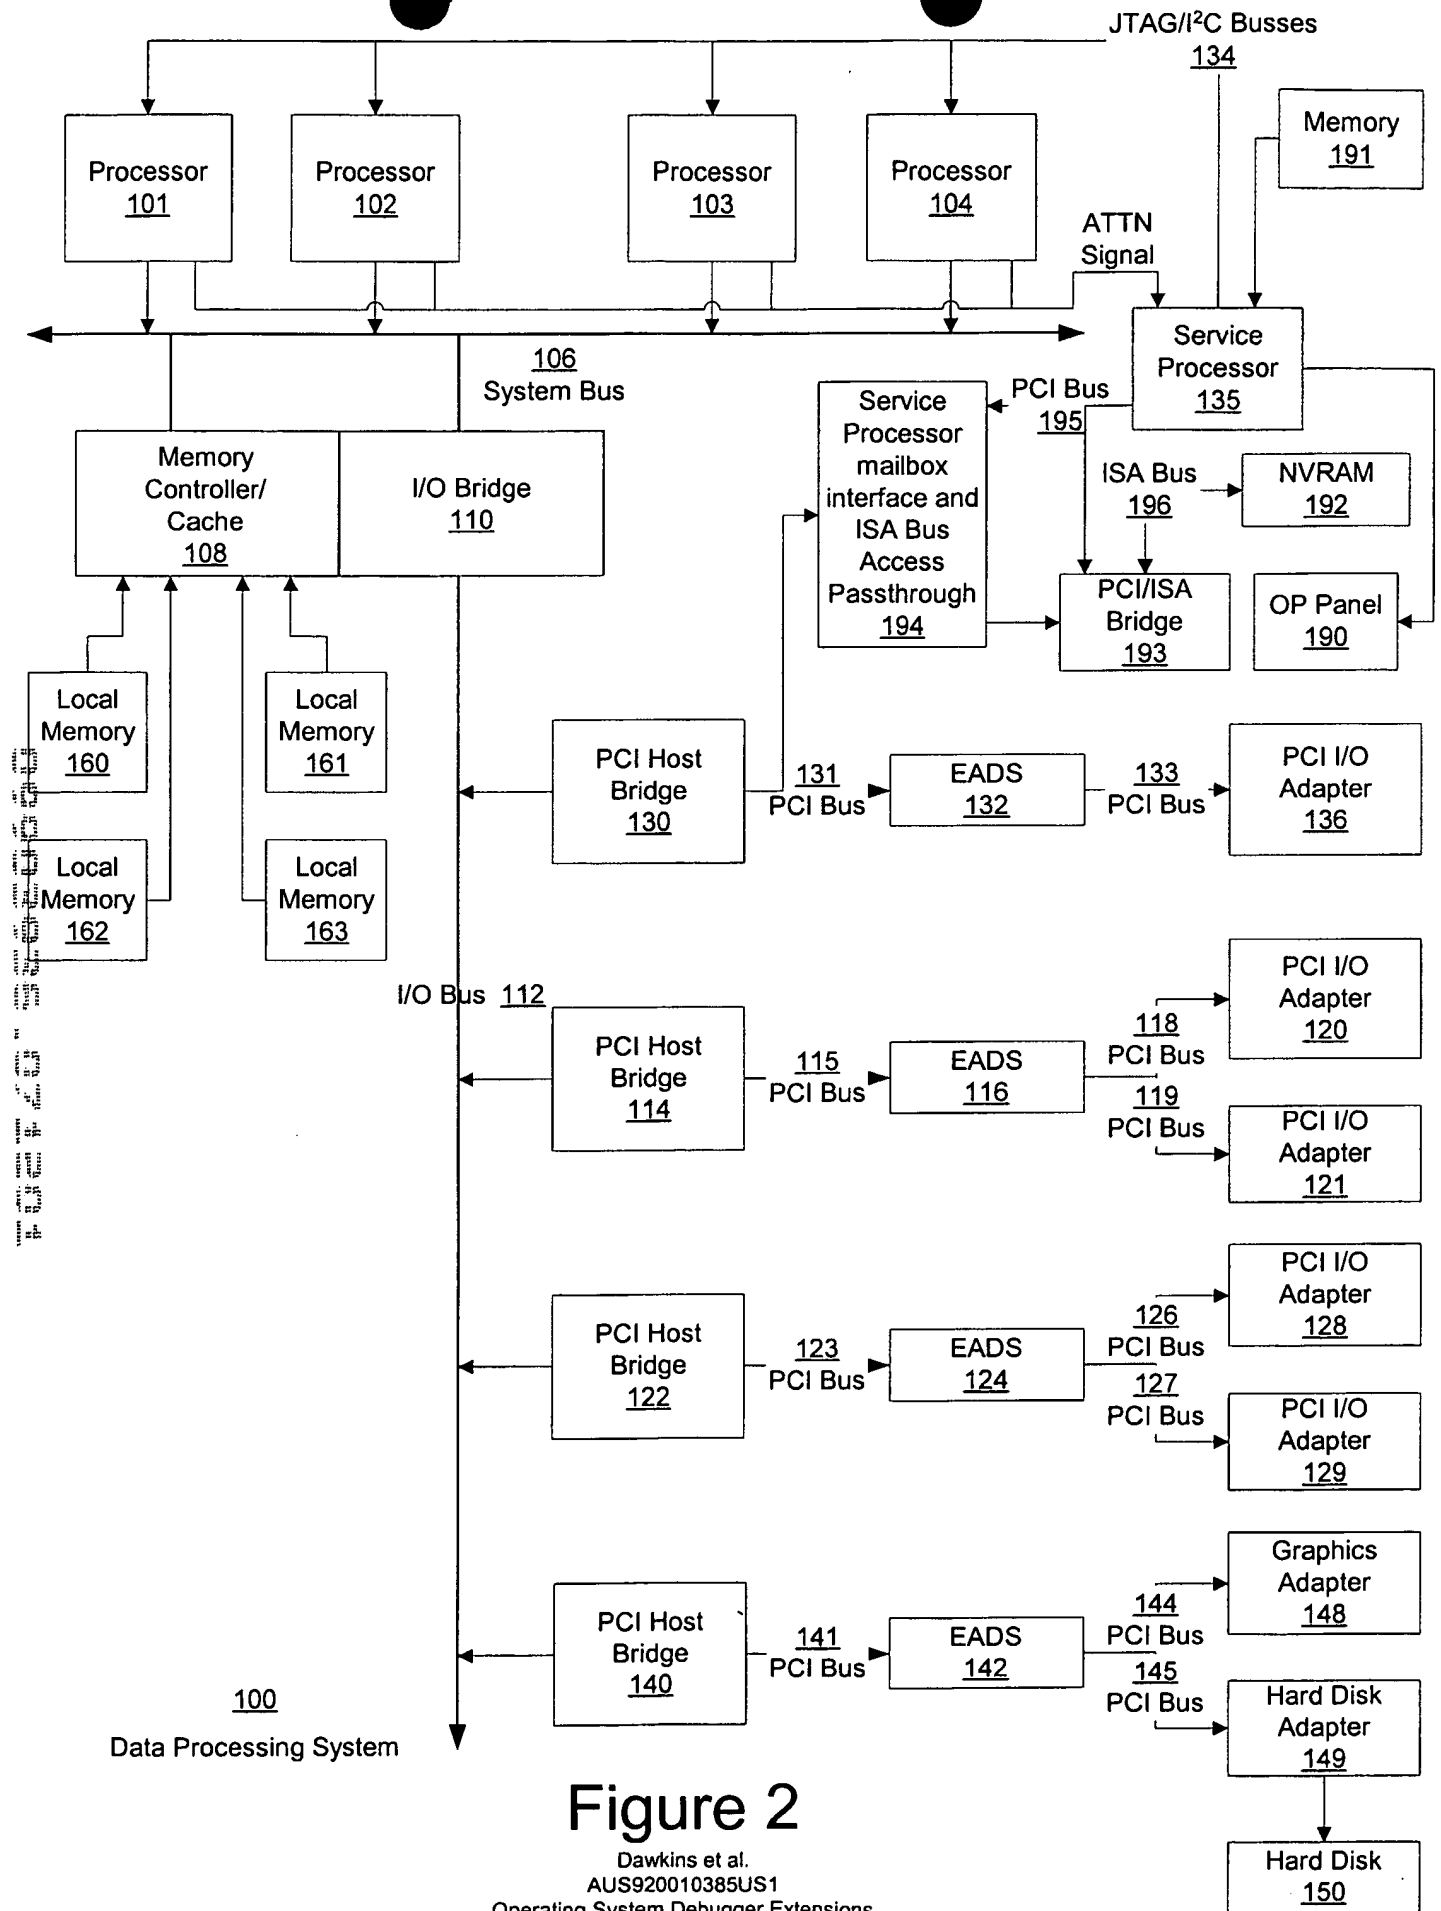 JTAG/I²C Busses
134
Memory
191
Processor
101
Processor
102
Processor
103
Processor
104
ATTN
Signal
106
System Bus
Service
Processor
135
PCI Bus
195
Service
Processor
mailbox
interface and
ISA Bus
Access
Passthrough
194
ISA Bus
196
NVRAM
192
PCI/ISA
Bridge
193
OP Panel
190
Memory
Controller/
Cache
108
I/O Bridge
110
Local
Memory
160
Local
Memory
161
Local
Memory
162
Local
Memory
163
I/O Bus 112
PCI Host
Bridge
130
131
PCI Bus
EADS
132
133
PCI Bus
PCI I/O
Adapter
136
PCI Host
Bridge
114
115
PCI Bus
EADS
116
118
PCI Bus
119
PCI Bus
PCI I/O
Adapter
120
PCI I/O
Adapter
121
PCI Host
Bridge
122
123
PCI Bus
EADS
124
126
PCI Bus
127
PCI Bus
PCI I/O
Adapter
128
PCI I/O
Adapter
129
PCI Host
Bridge
140
141
PCI Bus
EADS
142
144
PCI Bus
145
PCI Bus
Graphics
Adapter
148
Hard Disk
Adapter
149
Hard Disk
150
100
Data Processing System
Figure 2
Dawkins et al.
AUS920010385US1
Operating System Debugger Extensions